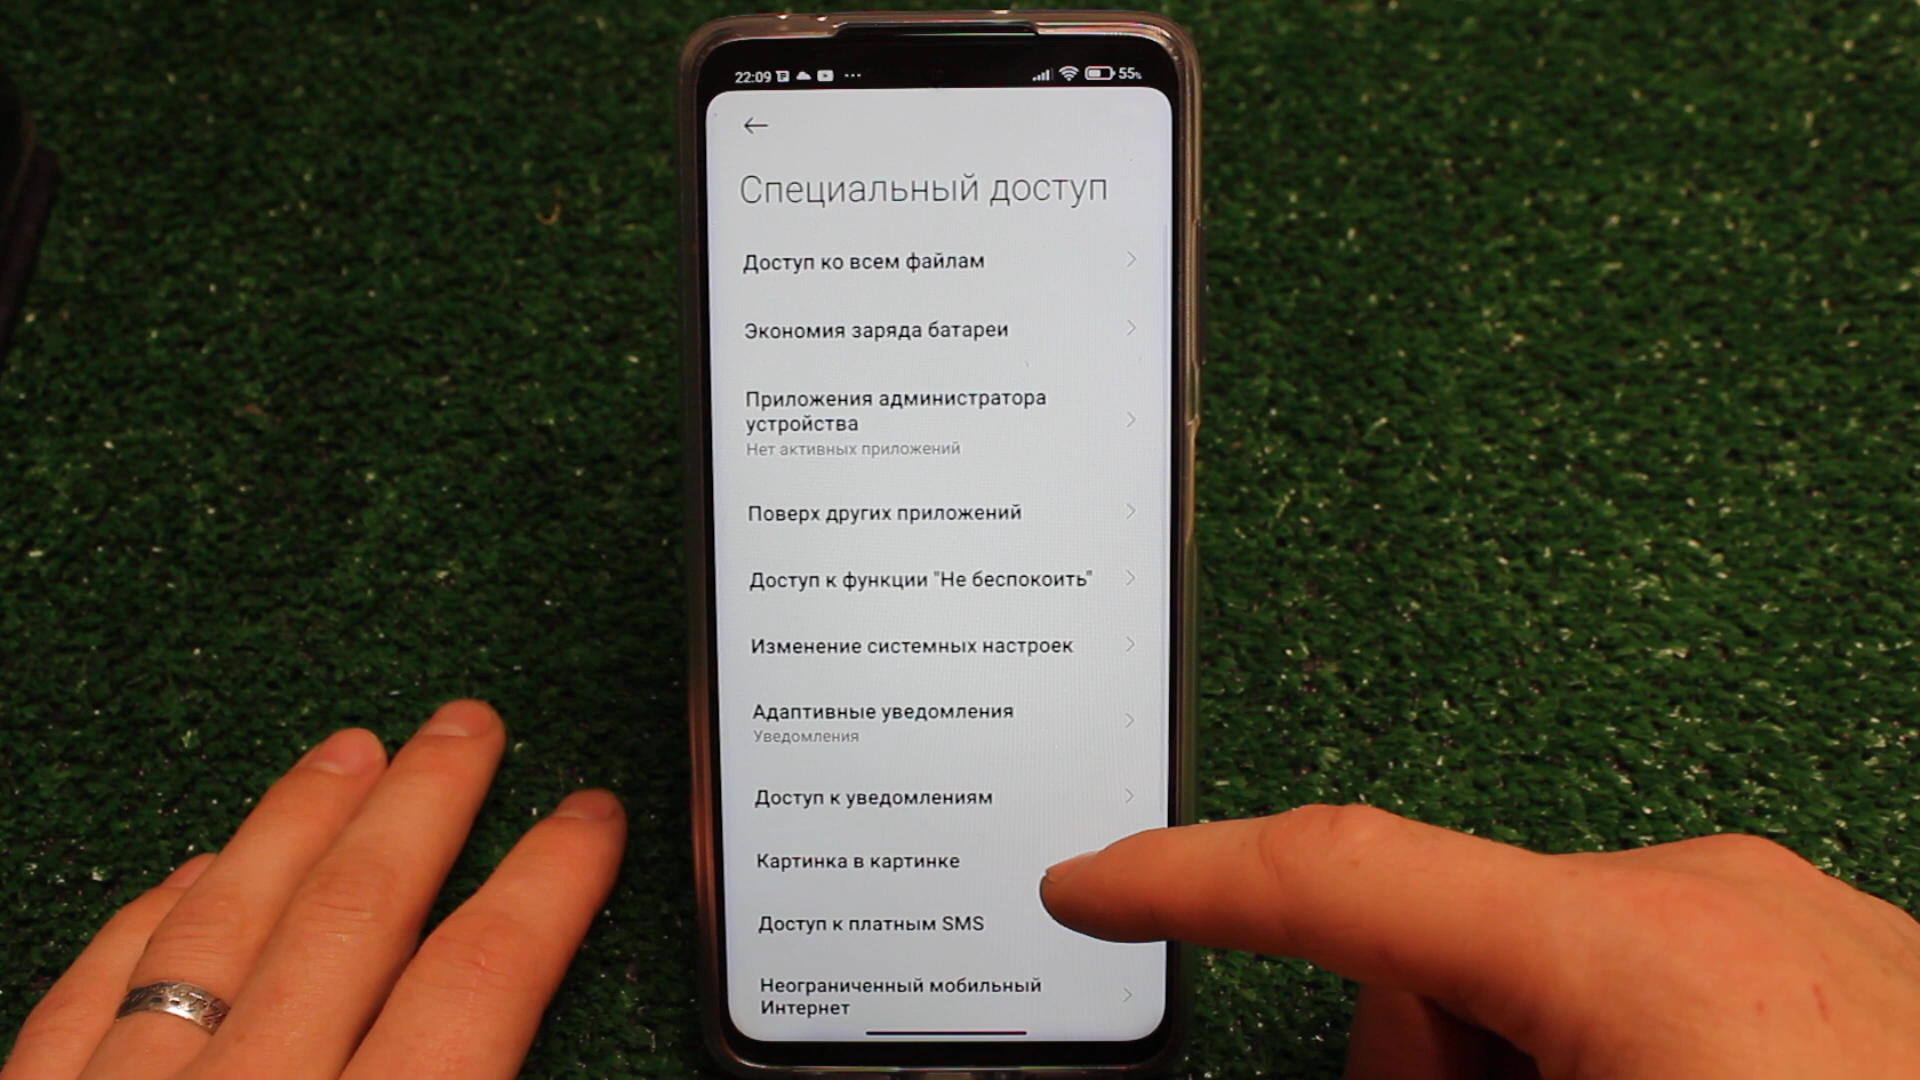 22:09 ... 55%
Специальный доступ
Доступ ко всем файлам
Экономия заряда батареи
Приложения администратора
устройства
Нет активных приложений
Поверх других приложений
Доступ к функции "Не беспокоить"
Изменение системных настроек
Адаптивные уведомления
Уведомления
Доступ к уведомлениям
Картинка в картинке
Доступ к платным SMS
Неограниченный мобильный
Интернет